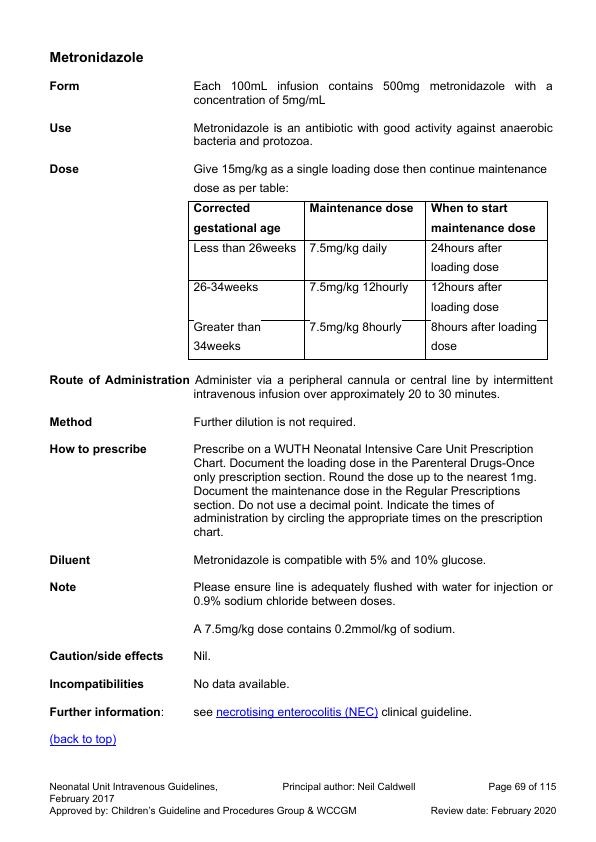 Metronidazole
Form Each 100mL infusion contains 500mg metronidazole with a
concentration of 5mg/mL
Use Metronidazole is an antibiotic with good activity against anaerobic
bacteria and protozoa.
Dose Give 15mg/kg as a single loading dose then continue maintenance
dose as per table:
Corrected Maintenance dose When to start
gestational age maintenance dose
Less than 26weeks 7.5mg/kg daily 24hours after
loading dose
26-34weeks 7.5mg/kg 12hourly 12hours after
loading dose
Greater than 7.5mg/kg 8hourly 8hours after loading
34weeks dose
Route of Administration Administer via a peripheral cannula or central line by intermittent
intravenous infusion over approximately 20 to 30 minutes.
Method Further dilution is not required.
How to prescribe Prescribe on a WUTH Neonatal Intensive Care Unit Prescription
Chart. Document the loading dose in the Parenteral Drugs-Once
only prescription section. Round the dose up to the nearest 1mg.
Document the maintenance dose in the Regular Prescriptions
section. Do not use a decimal point. Indicate the times of
administration by circling the appropriate times on the prescription
chart.
Diluent Metronidazole is compatible with 5% and 10% glucose.
Note Please ensure line is adequately flushed with water for injection or
0.9% sodium chloride between doses.
A 7.5mg/kg dose contains 0.2mmol/kg of sodium.
Caution/side effects Nil.
Incompatibilities No data available.
Further information: see necrotising enterocolitis (NEC) clinical guideline.
(back to top)
Neonatal Unit Intravenous Guidelines, Principal author: Neil Caldwell Page 69 of 115
February 2017
Approved by: Children's Guideline and Procedures Group & WCCGM Review date: February 2020